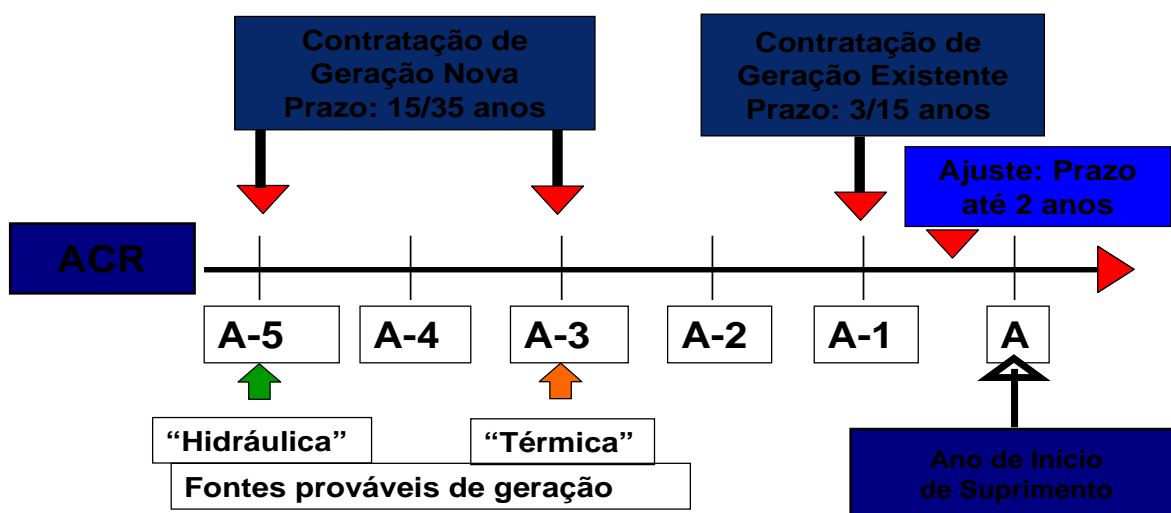 Contratação de
Geração Nova
Prazo: 15/35 anos
Contratação de
Geração Existente
Prazo: 3/15 anos
Ajuste: Prazo
até 2 anos
ACR
A-5
A-4
A-3
A-2
A-1
A
“Hidráulica”
“Térmica”
Fontes prováveis de geração
Ano de Início
de Suprimento